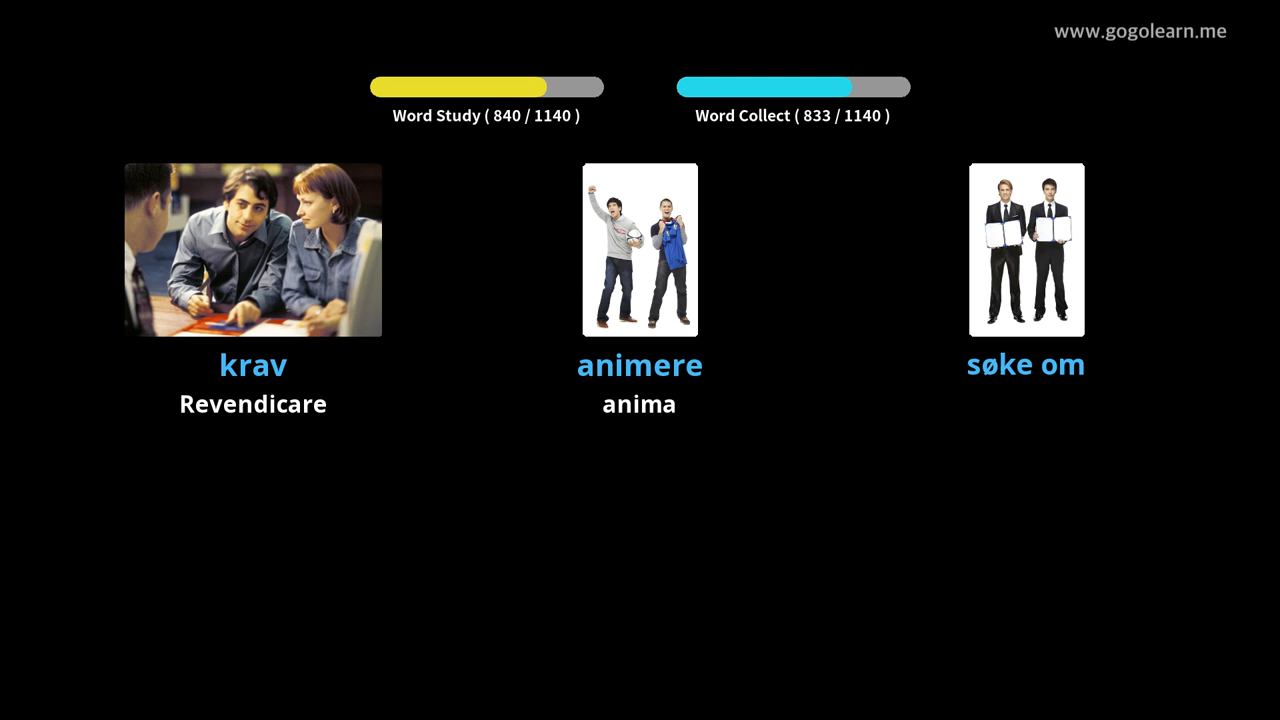 www.gogolearn.me
Word Study ( 840 / 1140 )
Word Collect ( 833 / 1140 )
krav
animere
søke om
Revendicare
anima